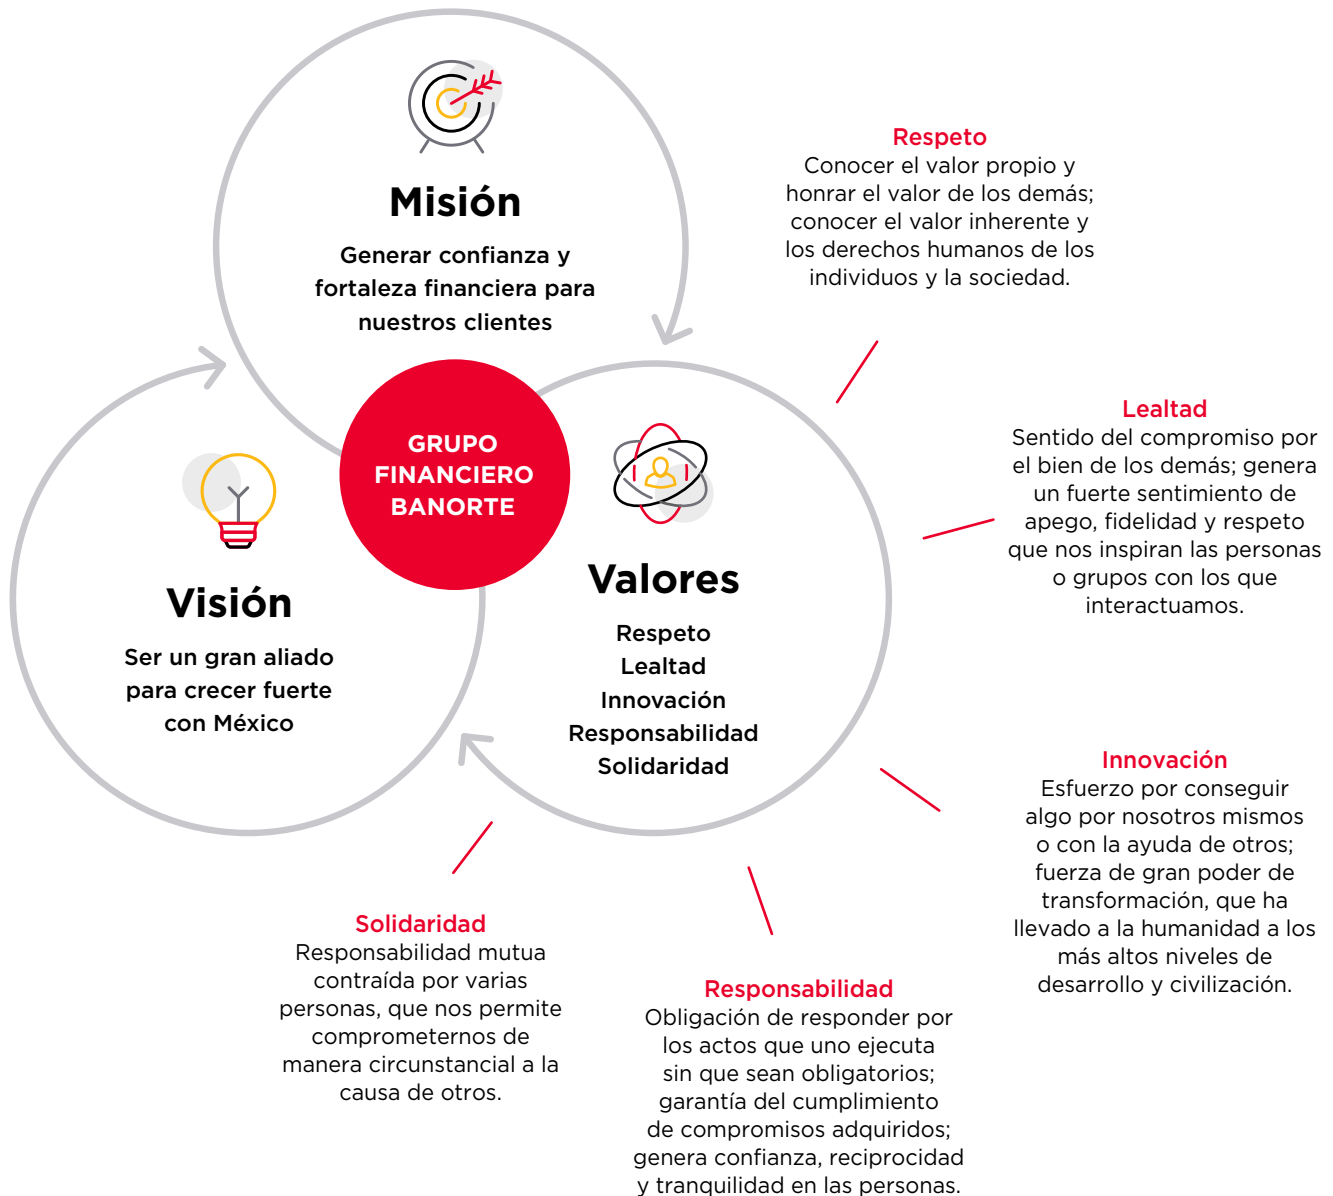 Misión
Generar confianza y
fortaleza financiera para
nuestros clientes
GRUPO
FINANCIERO
BANORTE
Visión
Ser un gran aliado
para crecer fuerte
con México
Valores
Respeto
Lealtad
Innovación
Responsabilidad
Solidaridad
Respeto
Conocer el valor propio y
honrar el valor de los demás;
conocer el valor inherente y
los derechos humanos de los
individuos y la sociedad.
Lealtad
Sentido del compromiso por
el bien de los demás; genera
un fuerte sentimiento de
apego, fidelidad y respeto
que nos inspiran las personas
o grupos con los que
interactuamos.
Innovación
Esfuerzo por conseguir
algo por nosotros mismos
o con la ayuda de otros;
fuerza de gran poder de
transformación, que ha
llevado a la humanidad a los
más altos niveles de
desarrollo y civilización.
Responsabilidad
Obligación de responder por
los actos que uno ejecuta
sin que sean obligatorios;
garantía del cumplimiento
de compromisos adquiridos;
genera confianza, reciprocidad
y tranquilidad en las personas.
Solidaridad
Responsabilidad mutua
contraída por varias
personas, que nos permite
comprometernos de
manera circunstancial a la
causa de otros.